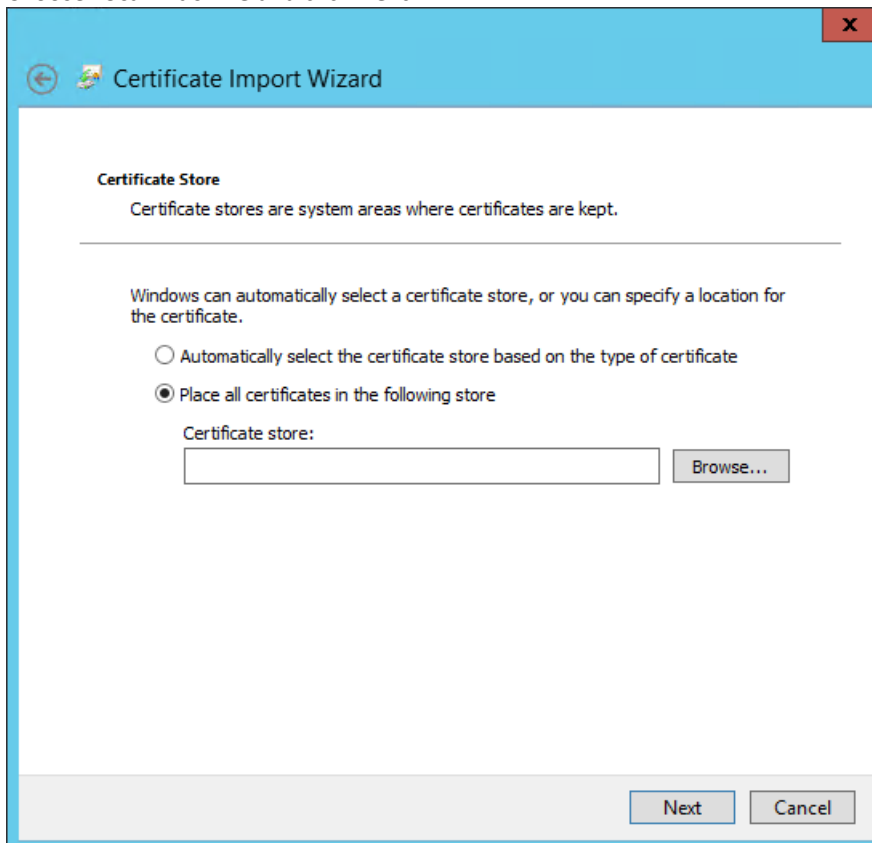 x
Certificate Import Wizard
Certificate Store
Certificate stores are system areas where certificates are kept.
Windows can automatically select a certificate store, or you can specify a location for
the certificate.
Automatically select the certificate store based on the type of certificate
Place all certificates in the following store
Certificate store:
Browse...
Next
Cancel